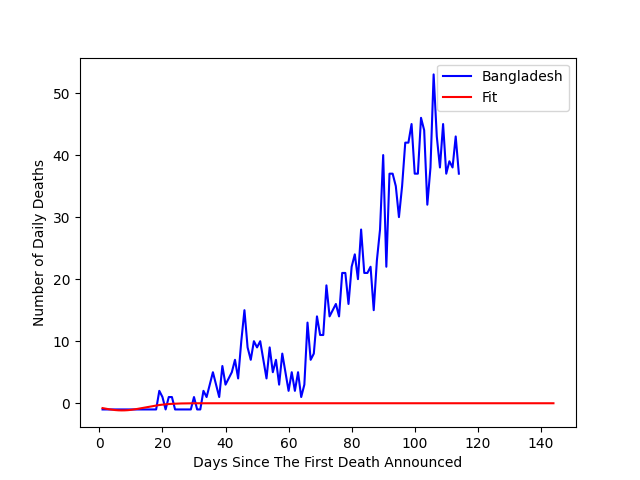 Bangladesh
Fit
50
40
30
20
10
0
Number of Daily Deaths
0 20 40 60 80 100 120 140
Days Since The First Death Announced